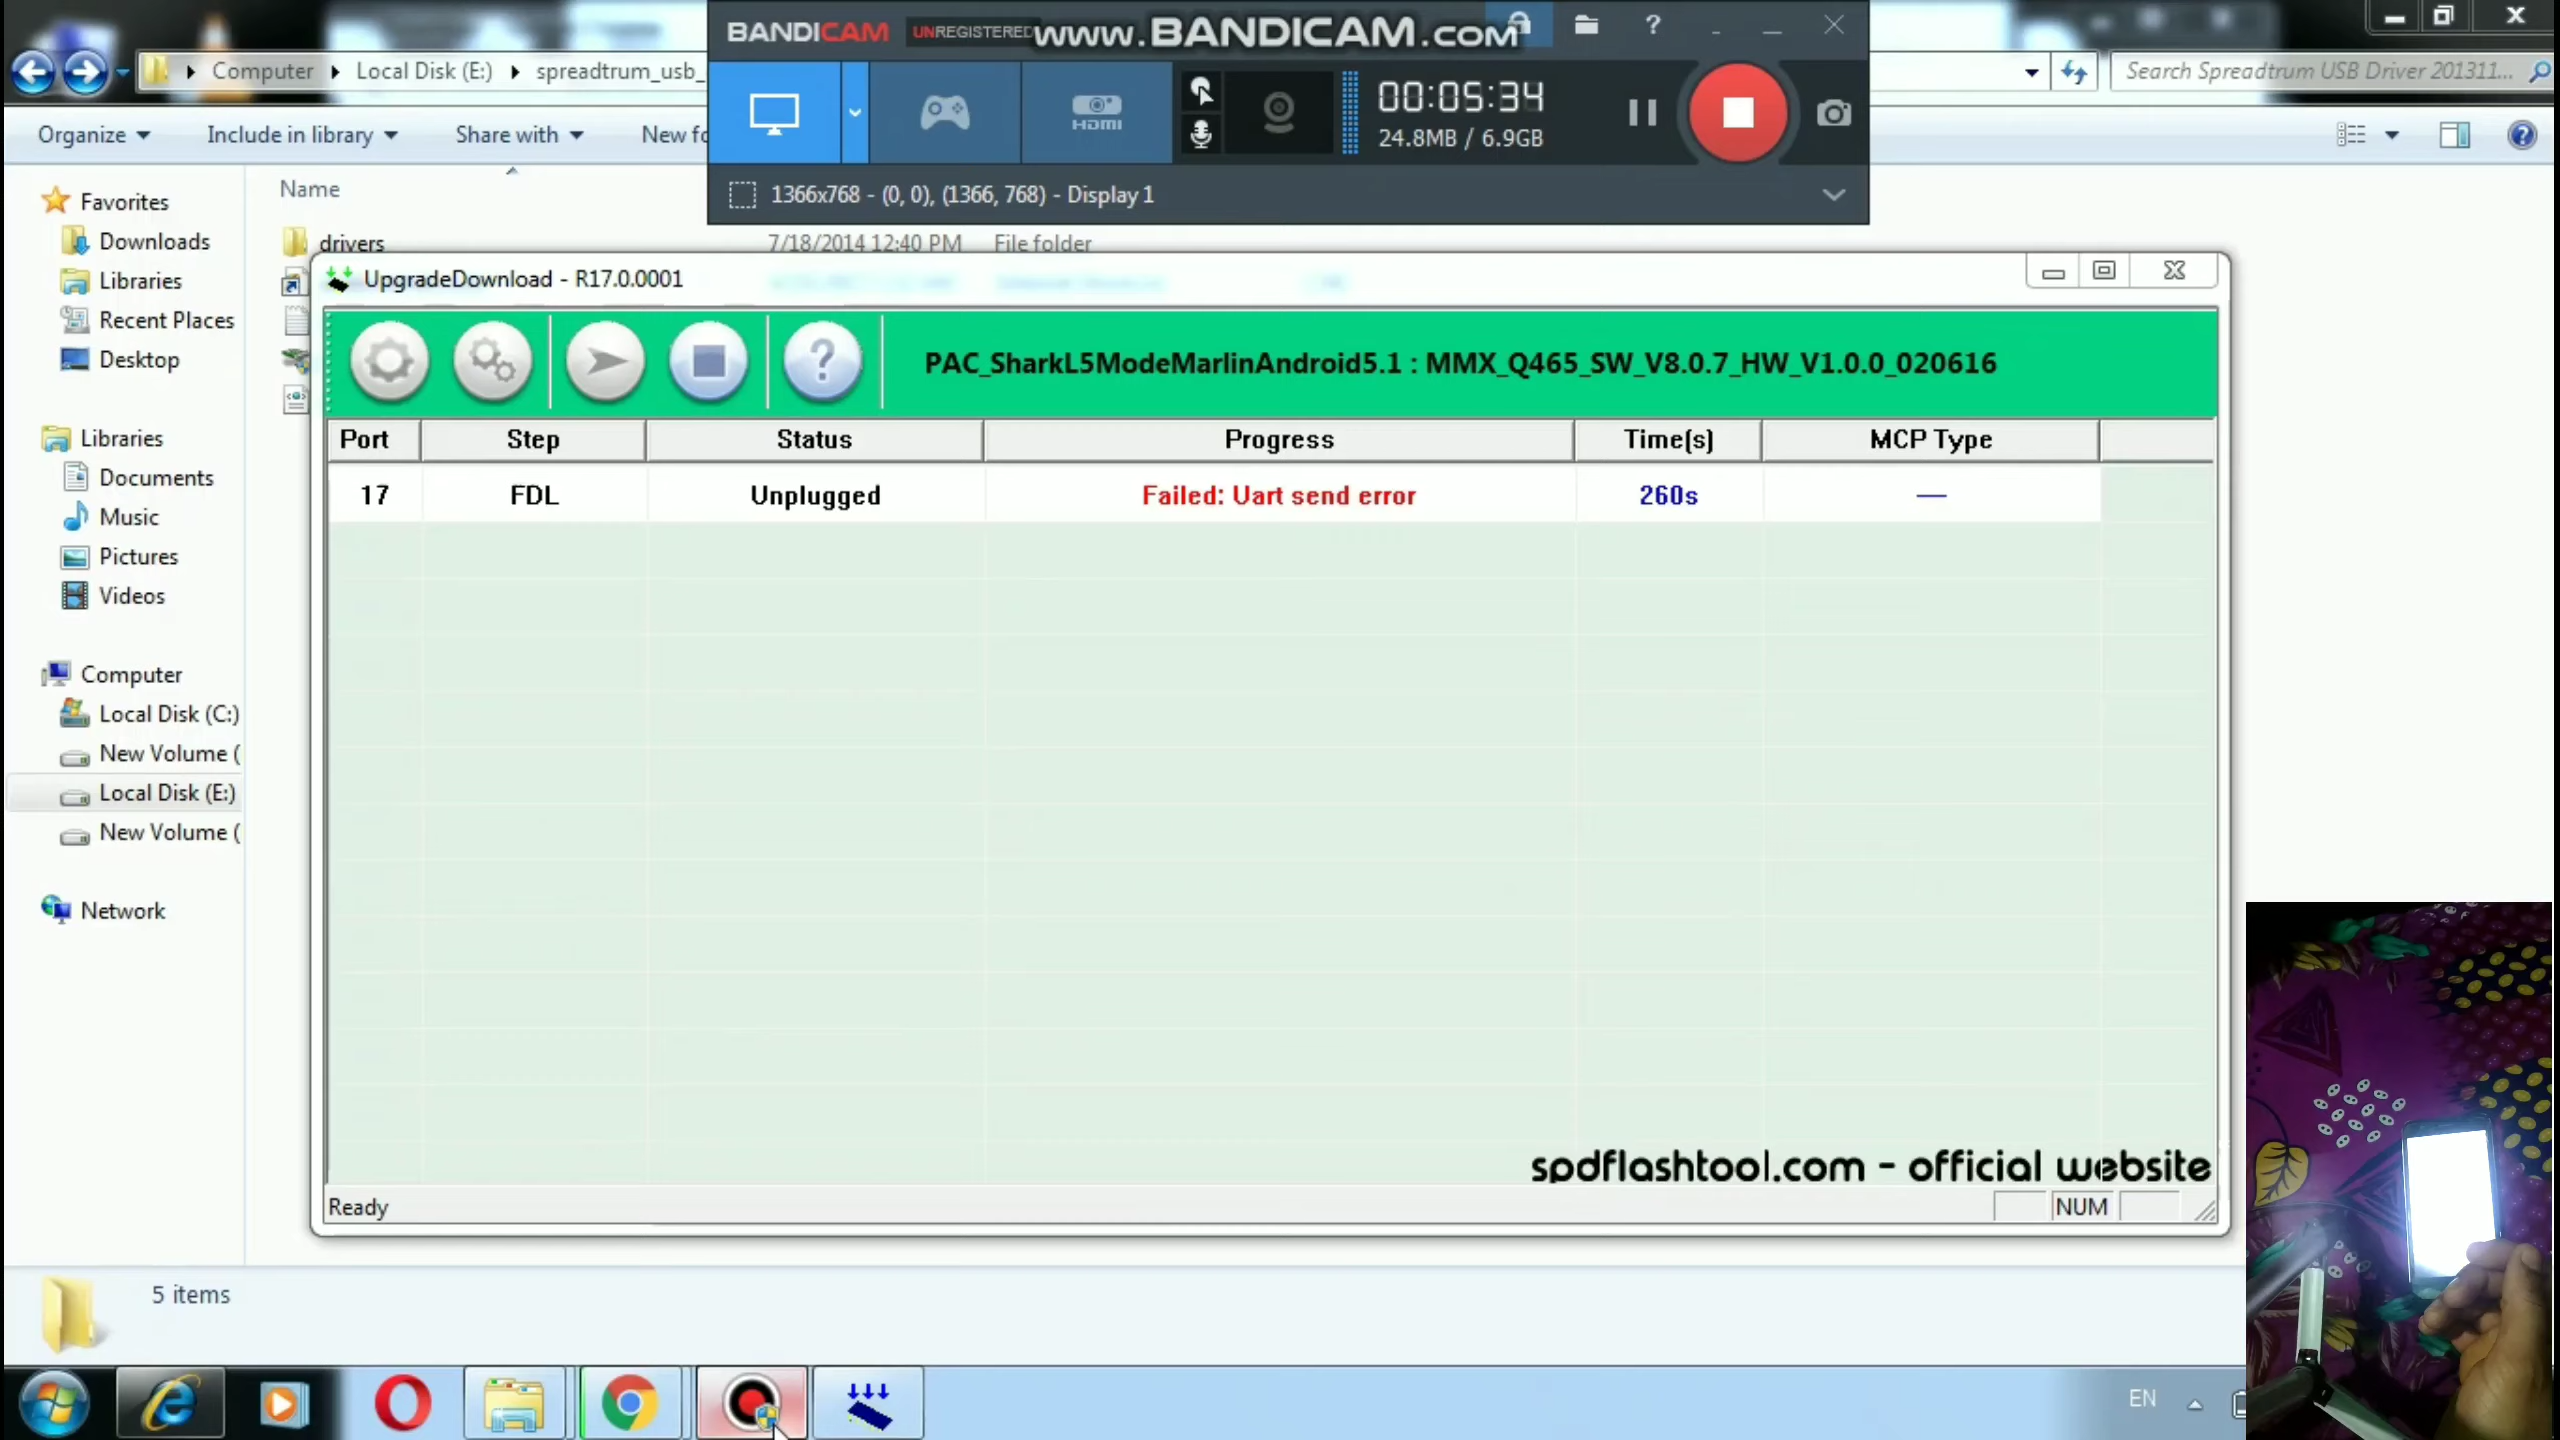 BANDICAM UNREGISTERED
www.BANDICAM.com
?
Computer
Local Disk (E:)
spreadtrum_usb_
Search Spreadtrum USB Driver 201311...
00:05:34
24.8MB / 6.9GB
HDMI
Organize
Include in library
Share with
New fo
1366x768 - (0, 0), (1366, 768) - Display 1
Name
Favorites
Downloads
Libraries
Recent Places
Desktop
Libraries
Documents
Music
Pictures
Videos
Computer
Local Disk (C:)
New Volume (
Local Disk (E:)
New Volume (
Network
drivers
7/18/2014 12:40 PM
File folder
UpgradeDownload - R17.0.0001
PAC_SharkL5ModeMarlinAndroid5.1 : MMX_Q465_SW_V8.0.7_HW_V1.0.0_020616
Port Step Status Progress Time(s) MCP Type
17 FDL Unplugged Failed: Uart send error 260s —
spdflashtool.com - official website
Ready
NUM
5 items
EN